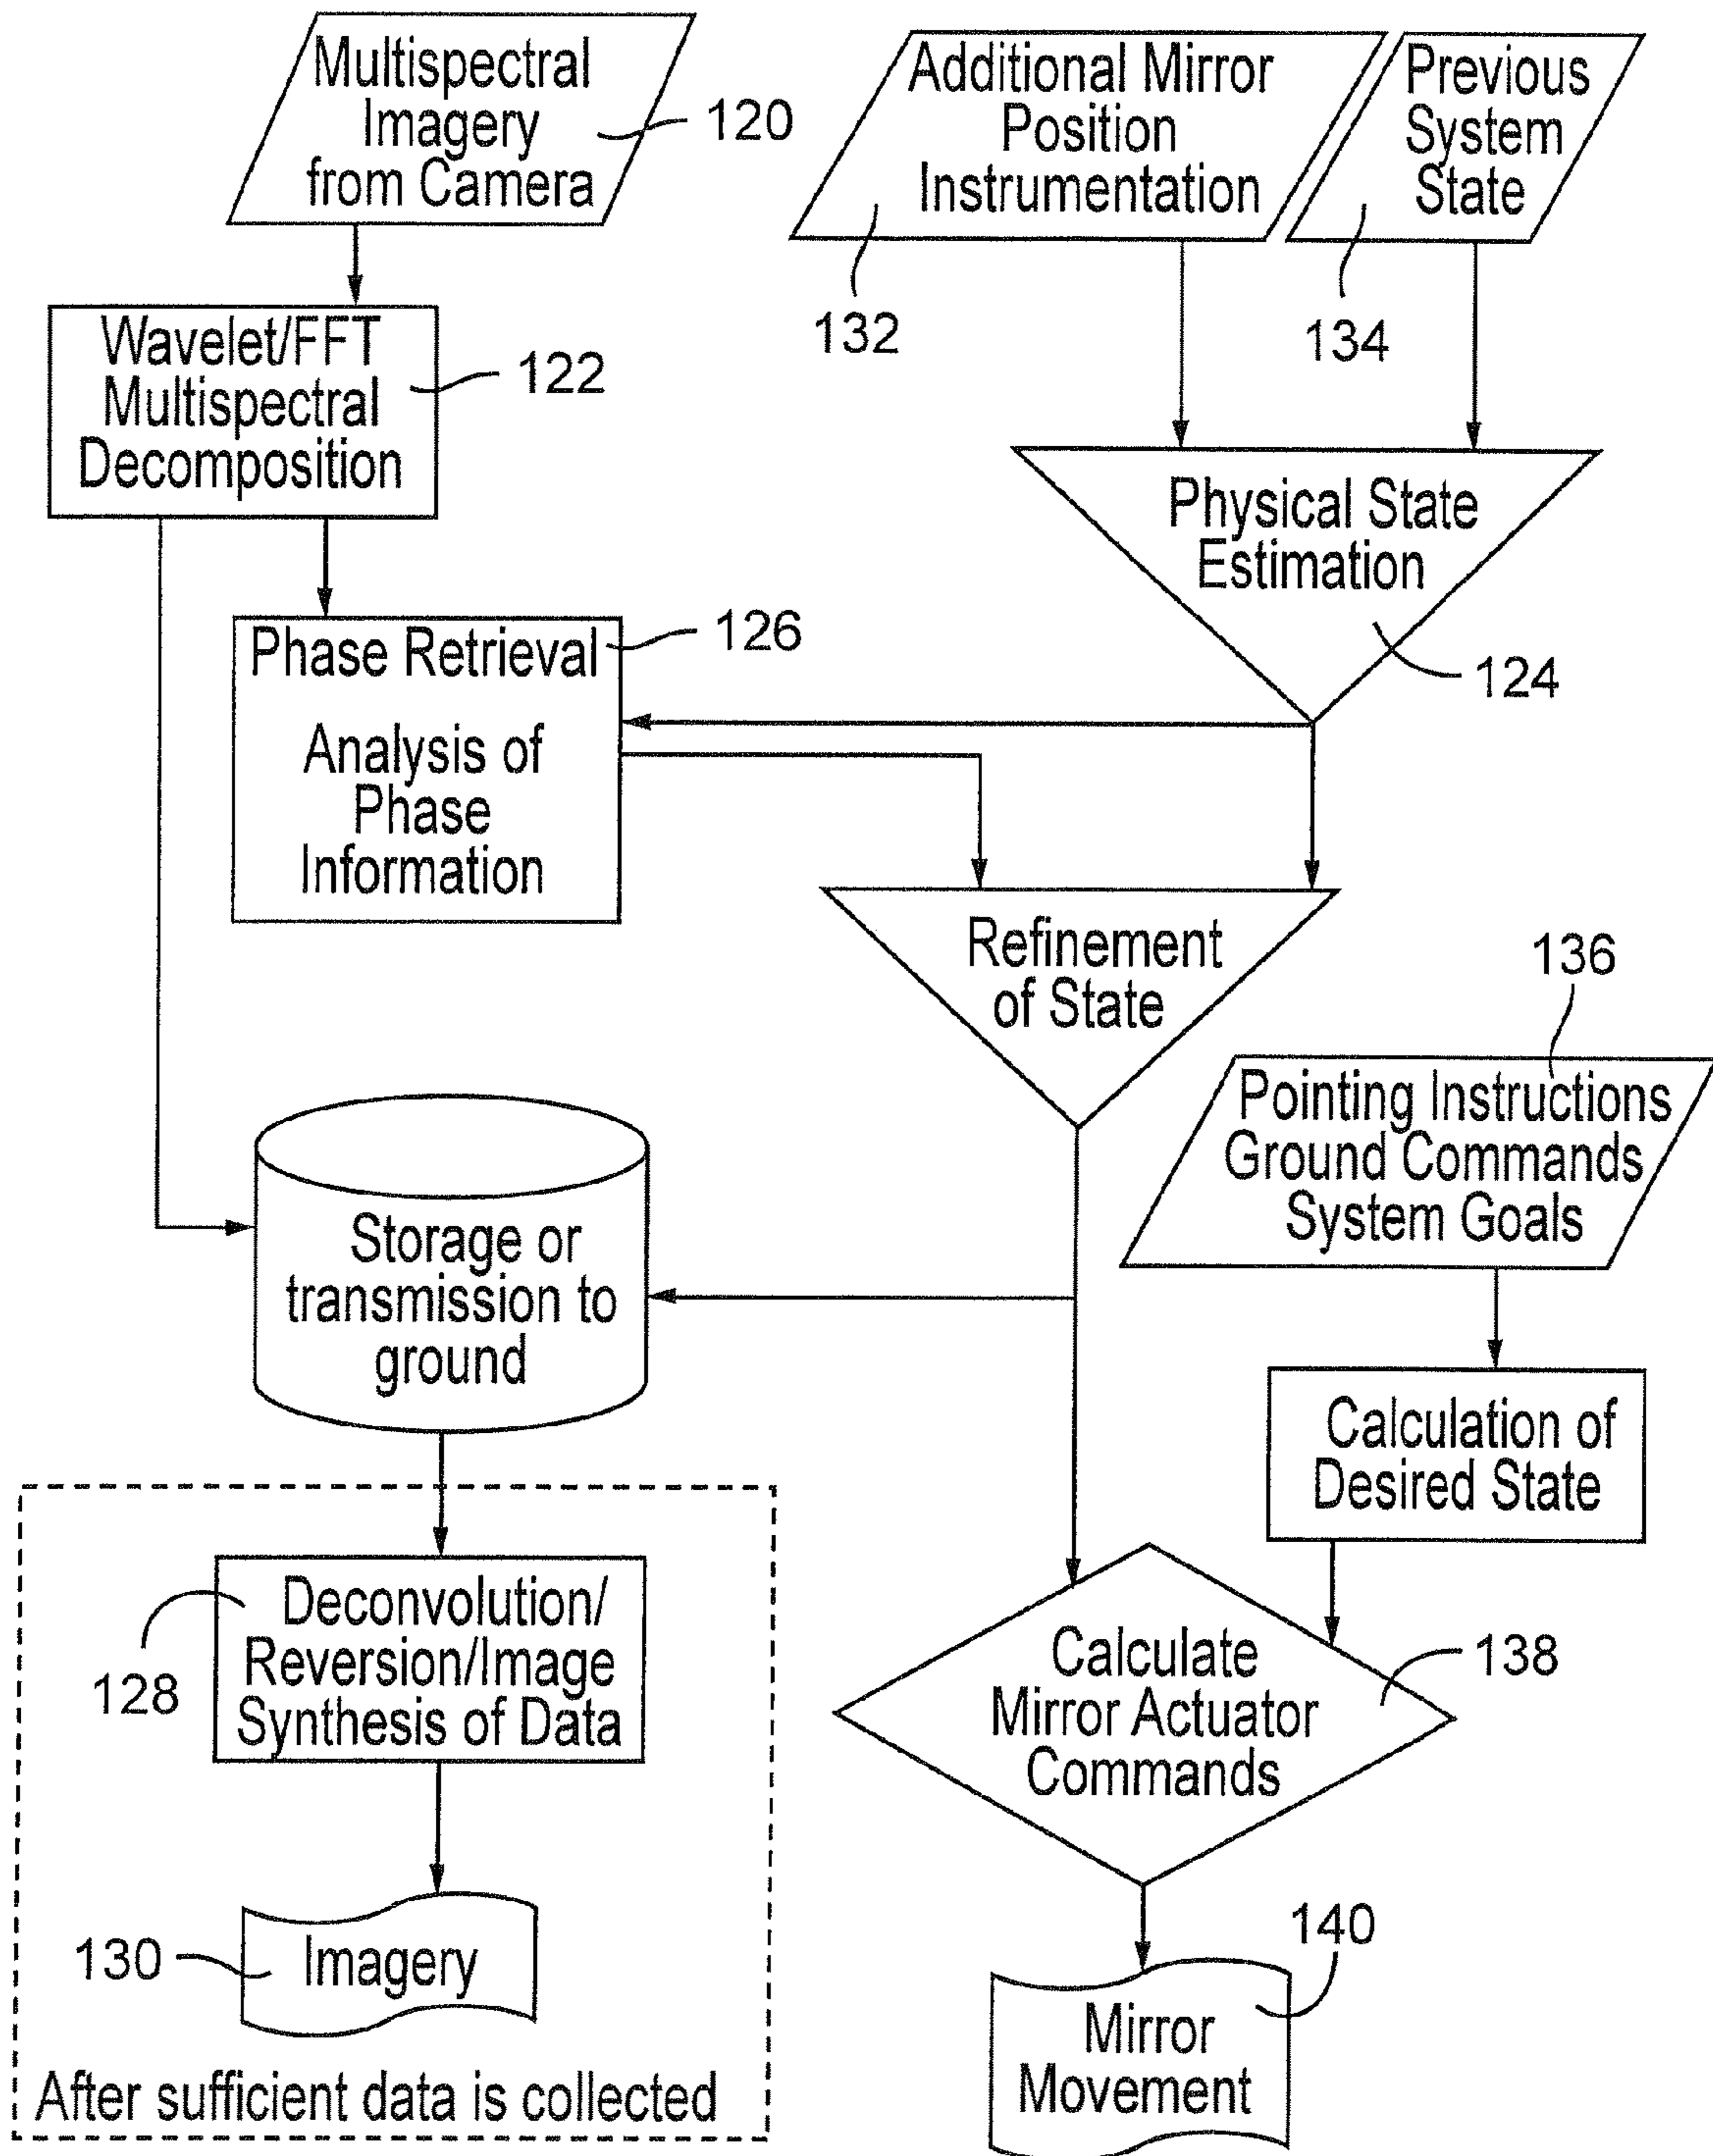 Multispectral
Imagery
from Camera
120
Additional Mirror
Position
Instrumentation
132
Previous
System
State
134
Wavelet/FFT
Multispectral
Decomposition
122
Physical State
Estimation
124
Phase Retrieval
126
Analysis of
Phase
Information
Refinement
of State
136
Pointing Instructions
Ground Commands
System Goals
Storage or
transmission to
ground
Calculation of
Desired State
Deconvolution/
Reversion/Image
Synthesis of Data
128
Calculate
Mirror Actuator
Commands
138
Imagery
130
140
Mirror
Movement
After sufficient data is collected